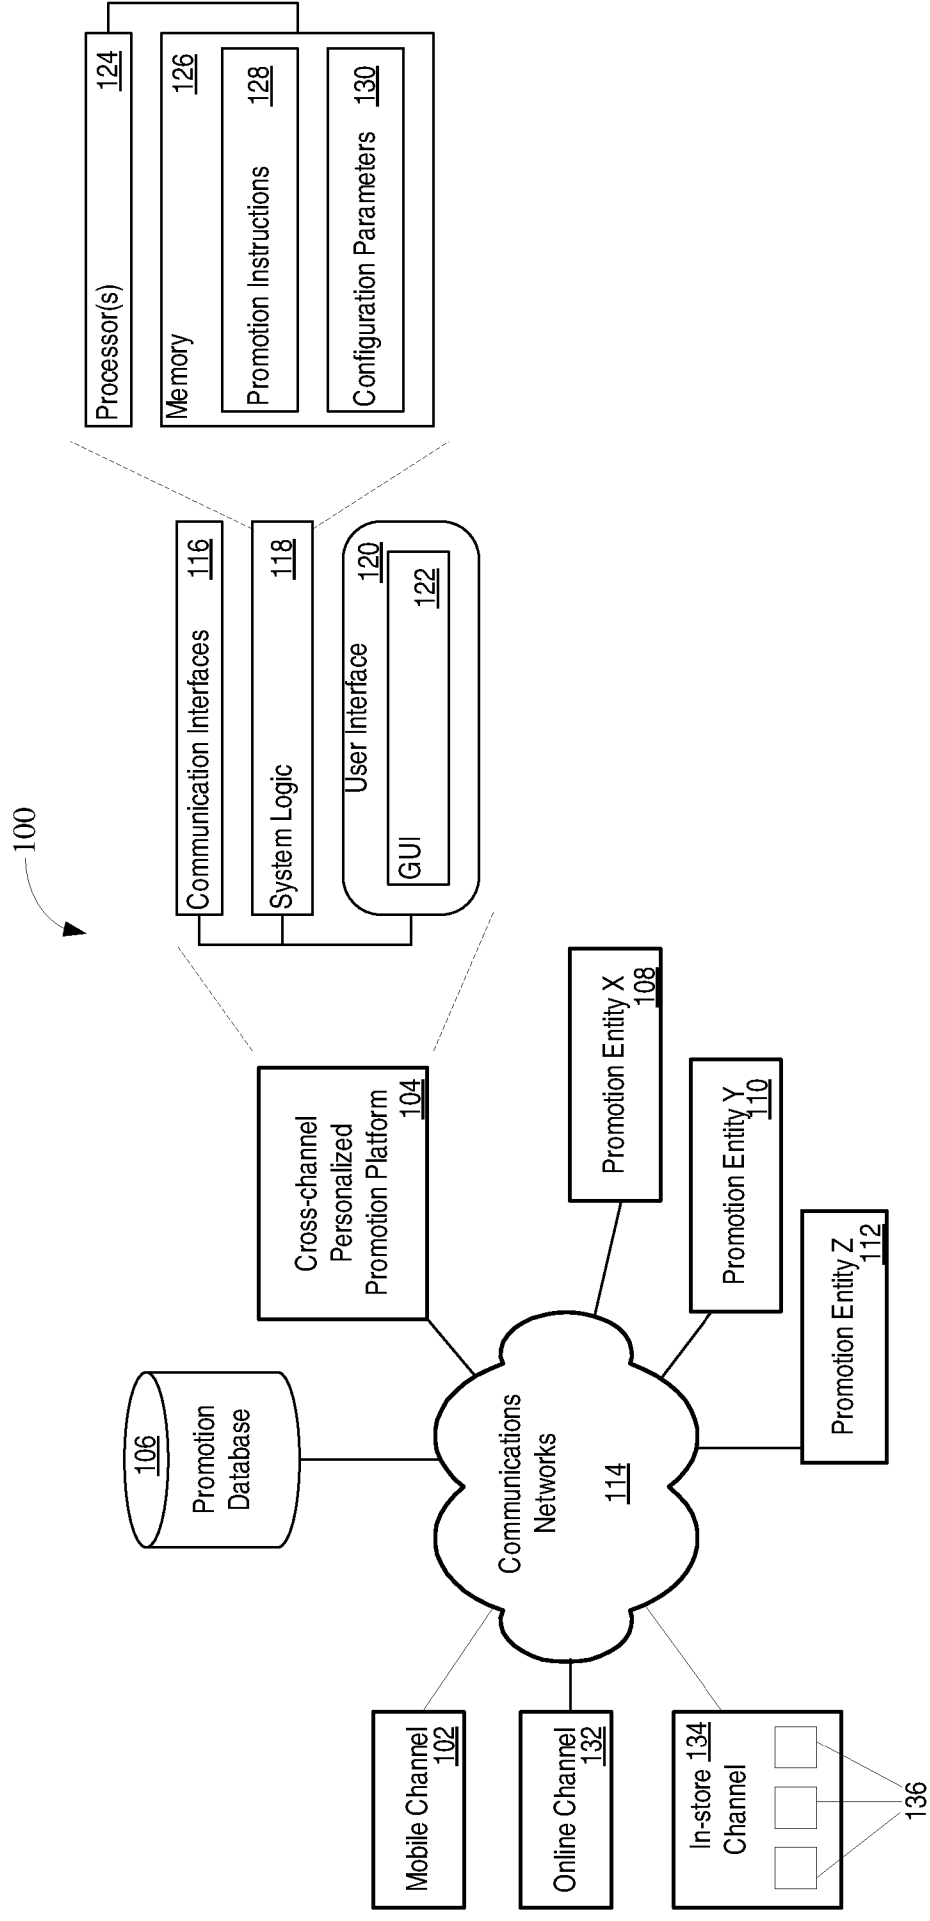 100
Mobile Channel
102
Online Channel
132
In-store 134
Channel
136
106
Promotion
Database
Communications
Networks
114
Cross-channel
Personalized
Promotion Platform
104
Promotion Entity X
108
Promotion Entity Y
110
Promotion Entity Z
112
Communication Interfaces 116
System Logic 118
User Interface 120
GUI 122
Processor(s) 124
Memory 126
Promotion Instructions 128
Configuration Parameters 130